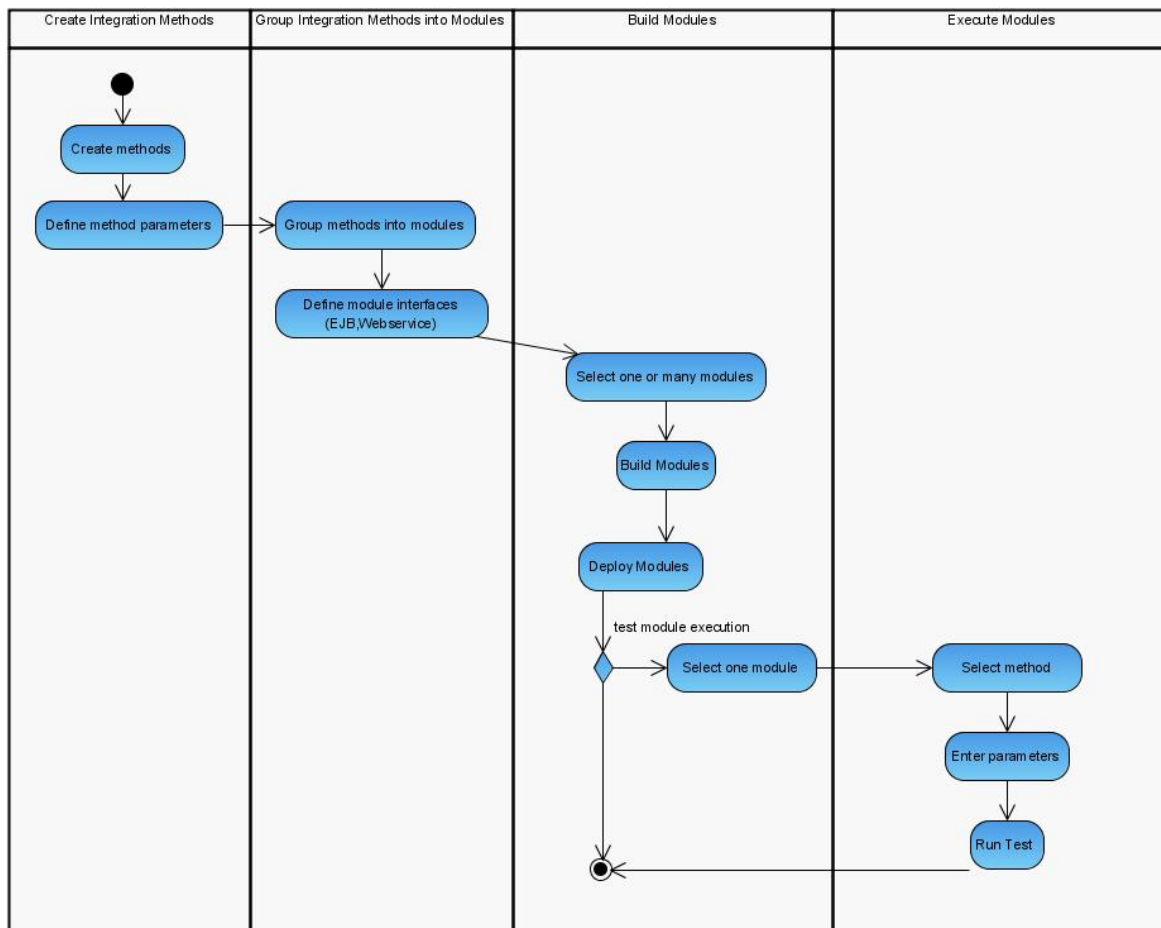 Create Integration Methods
Group Integration Methods into Modules
Build Modules
Execute Modules
Create methods
Define method parameters
Group methods into modules
Define module interfaces
(EJB,Webservice)
Select one or many modules
Build Modules
Deploy Modules
test module execution
Select one module
Select method
Enter parameters
Run Test